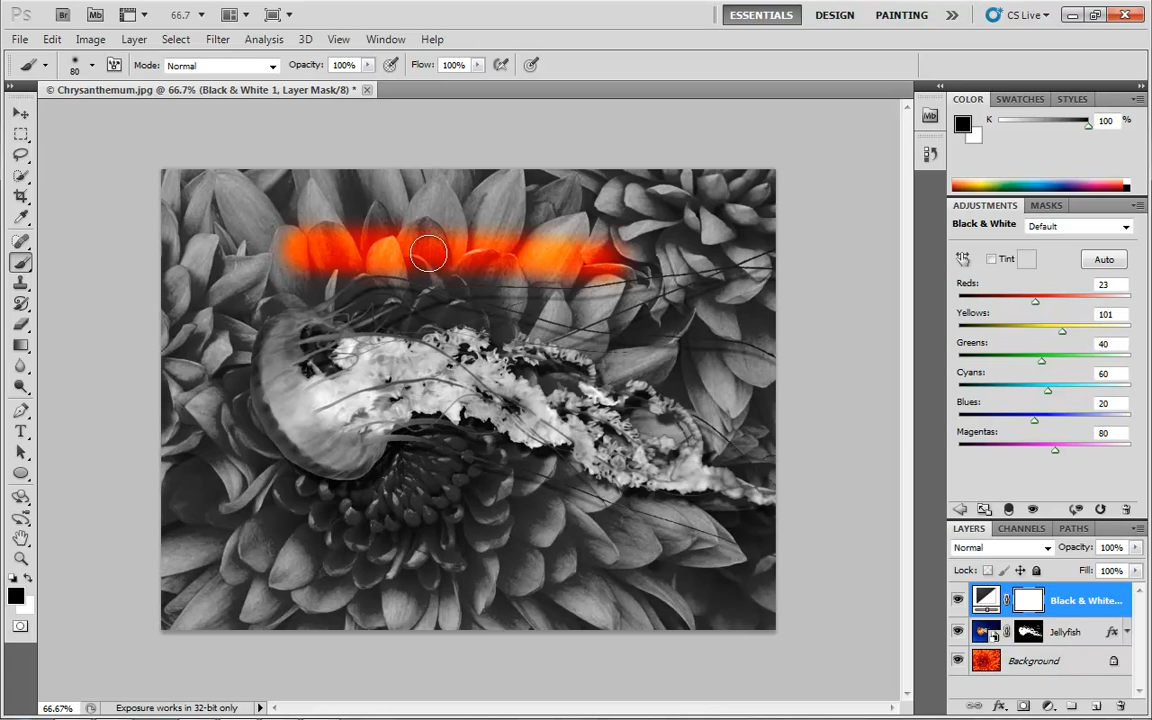 Ps Br Mb 66.7 ESSENTIALS DESIGN PAINTING CS Live
File Edit Image Layer Select Filter Analysis 3D View Window Help
80 Mode: Normal Opacity: 100% Flow: 100%
© Chrysanthemum.jpg @ 66.7% (Black & White 1, Layer Mask/8) *
Mb
COLOR SWATCHES STYLES
K 100 %
ADJUSTMENTS MASKS
Black & White Default
Tint Auto
Reds: 23
Yellows: 101
Greens: 40
Cyans: 60
Blues: 20
Magentas: 80
LAYERS CHANNELS PATHS
Normal Opacity: 100%
Lock: Fill: 100%
Black & White...
Jellyfish fx
Background
T
66.67% Exposure works in 32-bit only
fx